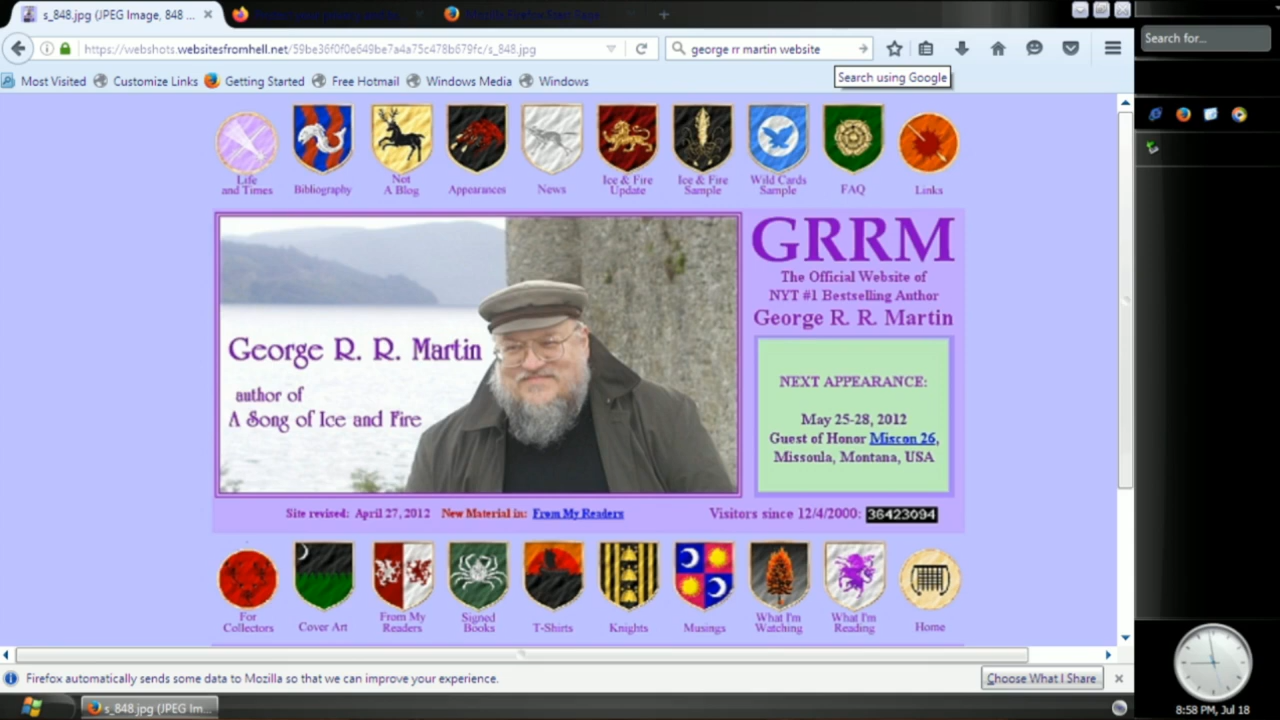 s_848.jpg (JPEG Image, 848 ...
Search for...
https://webshots.websitesfromhell.net/59be36f0f0e649be7a4a75c478b679fc/s_848.jpg
george rr martin website
Search using Google
Most Visited Customize Links Getting Started Free Hotmail Windows Media Windows
Life and Times
Bibliography
Not A Blog
Appearances
News
Ice & Fire Update
Ice & Fire Sample
Wild Cards Sample
FAQ
Links
George R. R. Martin
author of
A Song of Ice and Fire
GRRM
The Official Website of
NYT #1 Bestselling Author
George R. R. Martin
NEXT APPEARANCE:
May 25-28, 2012
Guest of Honor Miscon 26,
Missoula, Montana, USA
Site revised: April 27, 2012 New Material in: From My Readers
Visitors since 12/4/2000: 36423094
For Collectors
Cover Art
From My Readers
Signed Books
T-Shirts
Knights
Musings
What I'm Watching
What I'm Reading
Home
Firefox automatically sends some data to Mozilla so that we can improve your experience.
Choose What I Share
s_848.jpg (JPEG Im...
8:58 PM, Jul 18